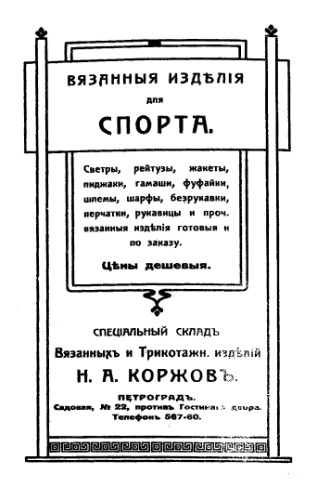 ВЯЗАННЫЯ ИЗДѢЛІЯ
для
СПОРТА.
Светры, рейтузы, жакеты,
пиджаки, гамаши, фуфайки,
шлемы, шарфы, безрукавки,
перчатки, рукавицы и проч.
вязанныя издѣлія готовыя и
по заказу.
Цѣны дешевыя.
СПЕЦІАЛЬНЫЙ СКЛАДЪ
Вязанныхъ и Трикотажн. издѣлій
Н. А. КОРЖОВЪ.
ПЕТРОГРАДЪ.
Садовая, № 22, противъ Гостинаго двора.
Телефонъ 567-60.